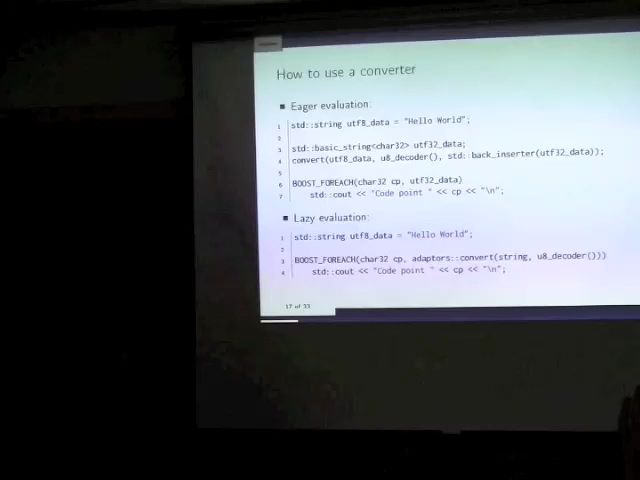 How to use a converter
Eager evaluation:
1 std::string utf8_data = "Hello World";
2
3 std::basic_string<char32> utf32_data;
4 convert(utf8_data, u8_decoder(), std::back_inserter(utf32_data));
5
6 BOOST_FOREACH(char32 cp, utf32_data)
7 std::cout << "Code point " << cp << "\n";
Lazy evaluation:
1 std::string utf8_data = "Hello World";
2
3 BOOST_FOREACH(char32 cp, adaptors::convert(string, u8_decoder()))
4 std::cout << "Code point " << cp << "\n";
17 of 33